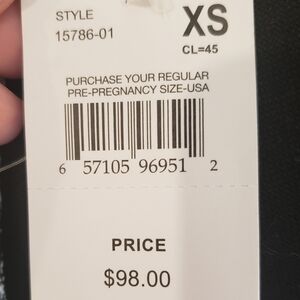 STYLE
15786-01
XS
CL=45
PURCHASE YOUR REGULAR
PRE-PREGNANCY SIZE-USA
6 57105 96951 2
PRICE
$98.00